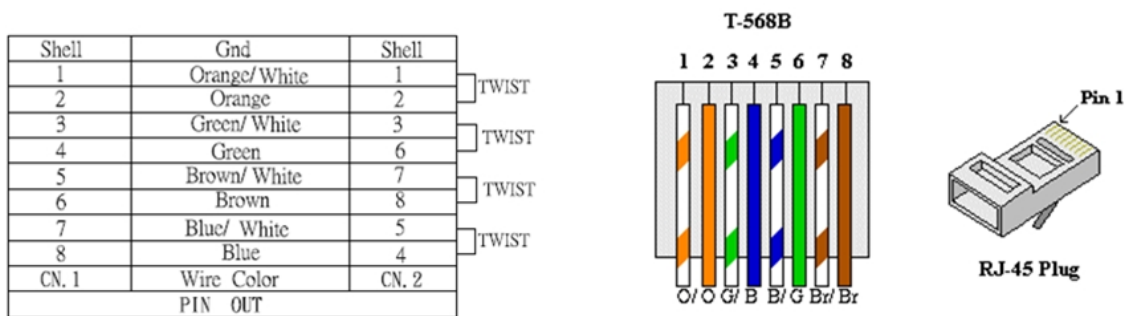 Shell Gnd Shell
1 Orange/White 1
2 Orange 2
TWIST
3 Green/ White 3
4 Green 6
TWIST
5 Brown/ White 7
6 Brown 8
TWIST
7 Blue/ White 5
8 Blue 4
TWIST
CN. 1 Wire Color CN. 2
PIN OUT
T-568B
1 2 3 4 5 6 7 8
O/ O G/ B B/ G Br/ Br
Pin 1
RJ-45 Plug